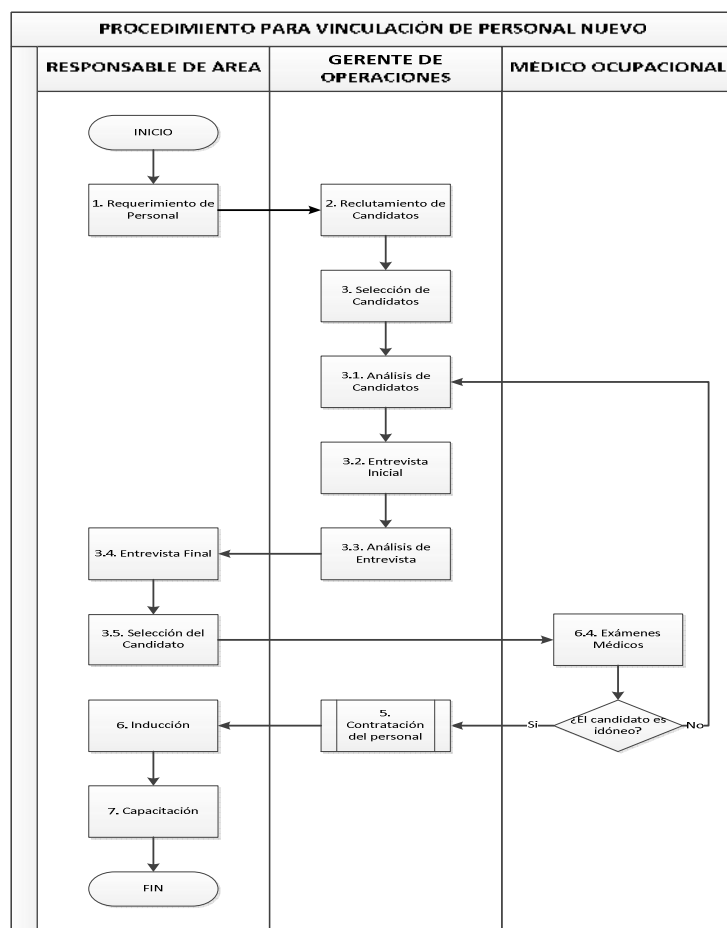 PROCEDIMIENTO PARA VINCULACIÓN DE PERSONAL NUEVO
RESPONSABLE DE ÁREA
GERENTE DE
OPERACIONES
MÉDICO OCUPACIONAL
INICIO
1. Requerimiento de
Personal
2. Reclutamiento de
Candidatos
3. Selección de
Candidatos
3.1. Análisis de
Candidatos
3.2. Entrevista
Inicial
3.4. Entrevista Final
3.3. Análisis de
Entrevista
3.5. Selección del
Candidato
6.4. Exámenes
Médicos
6. Inducción
5.
Contratación
del personal
Si
¿El candidato es
idóneo?
No
7. Capacitación
FIN